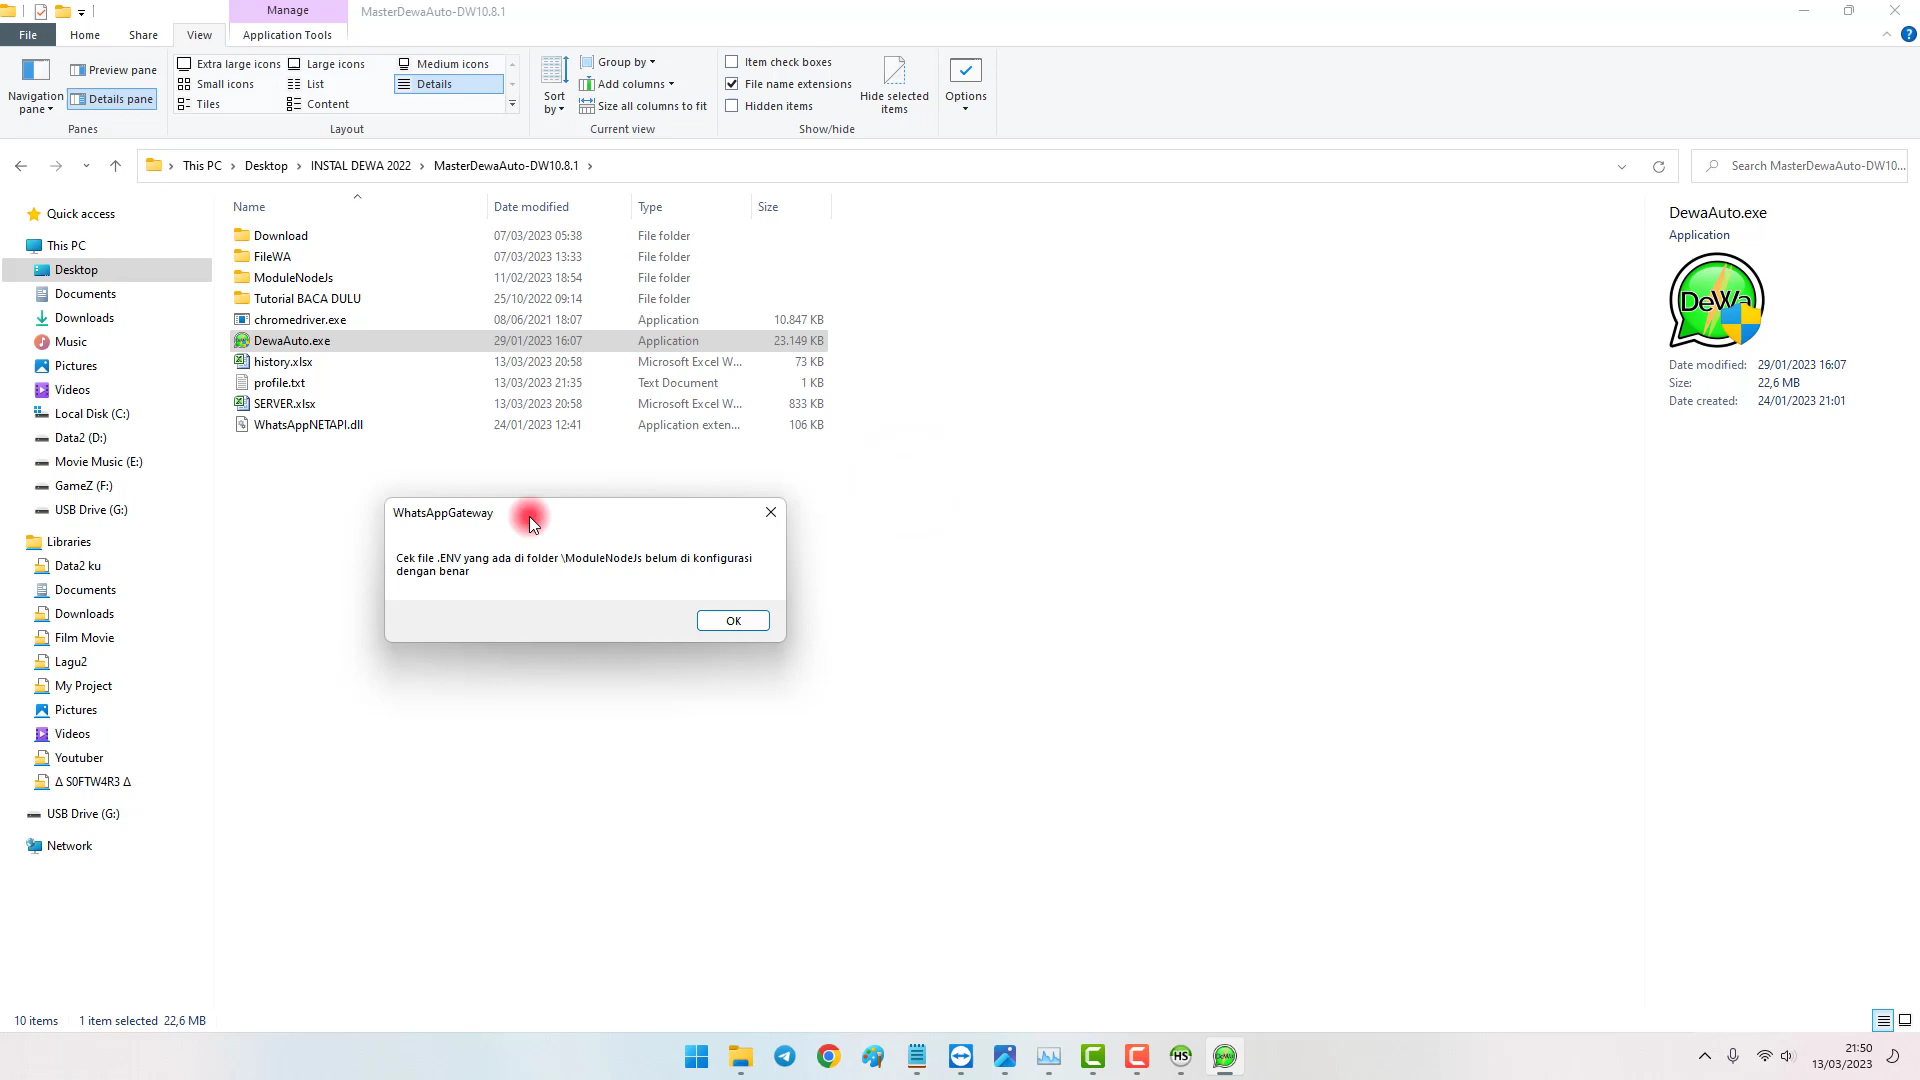 Manage
MasterDewaAuto-DW10.8.1
File
Home
Share
View
Application Tools
Navigation pane
Preview pane
Details pane
Panes
Extra large icons
Large icons
Medium icons
Small icons
List
Details
Tiles
Content
Layout
Sort by
Group by
Add columns
Size all columns to fit
Current view
Item check boxes
File name extensions
Hidden items
Hide selected items
Show/hide
Options
This PC
Desktop
INSTAL DEWA 2022
MasterDewaAuto-DW10.8.1
Search MasterDewaAuto-DW10...
Quick access
This PC
Desktop
Documents
Downloads
Music
Pictures
Videos
Local Disk (C:)
Data2 (D:)
Movie Music (E:)
GameZ (F:)
USB Drive (G:)
Libraries
Data2 ku
Documents
Downloads
Film Movie
Lagu2
My Project
Pictures
Videos
Youtuber
Δ S0FTW4R3 Δ
USB Drive (G:)
Network
Name Date modified Type Size
Download 07/03/2023 05:38 File folder
FileWA 07/03/2023 13:33 File folder
ModuleNodeJs 11/02/2023 18:54 File folder
Tutorial BACA DULU 25/10/2022 09:14 File folder
chromedriver.exe 08/06/2021 18:07 Application 10.847 KB
DewaAuto.exe 29/01/2023 16:07 Application 23.149 KB
history.xlsx 13/03/2023 20:58 Microsoft Excel W... 73 KB
profile.txt 13/03/2023 21:35 Text Document 1 KB
SERVER.xlsx 13/03/2023 20:58 Microsoft Excel W... 833 KB
WhatsAppNETAPI.dll 24/01/2023 12:41 Application exten... 106 KB
WhatsAppGateway
Cek file .ENV yang ada di folder \ModuleNodeJs belum di konfigurasi
dengan benar
OK
DewaAuto.exe
Application
DeWa
Date modified: 29/01/2023 16:07
Size: 22,6 MB
Date created: 24/01/2023 21:01
10 items 1 item selected 22,6 MB
HS
DeWa
21:50
13/03/2023